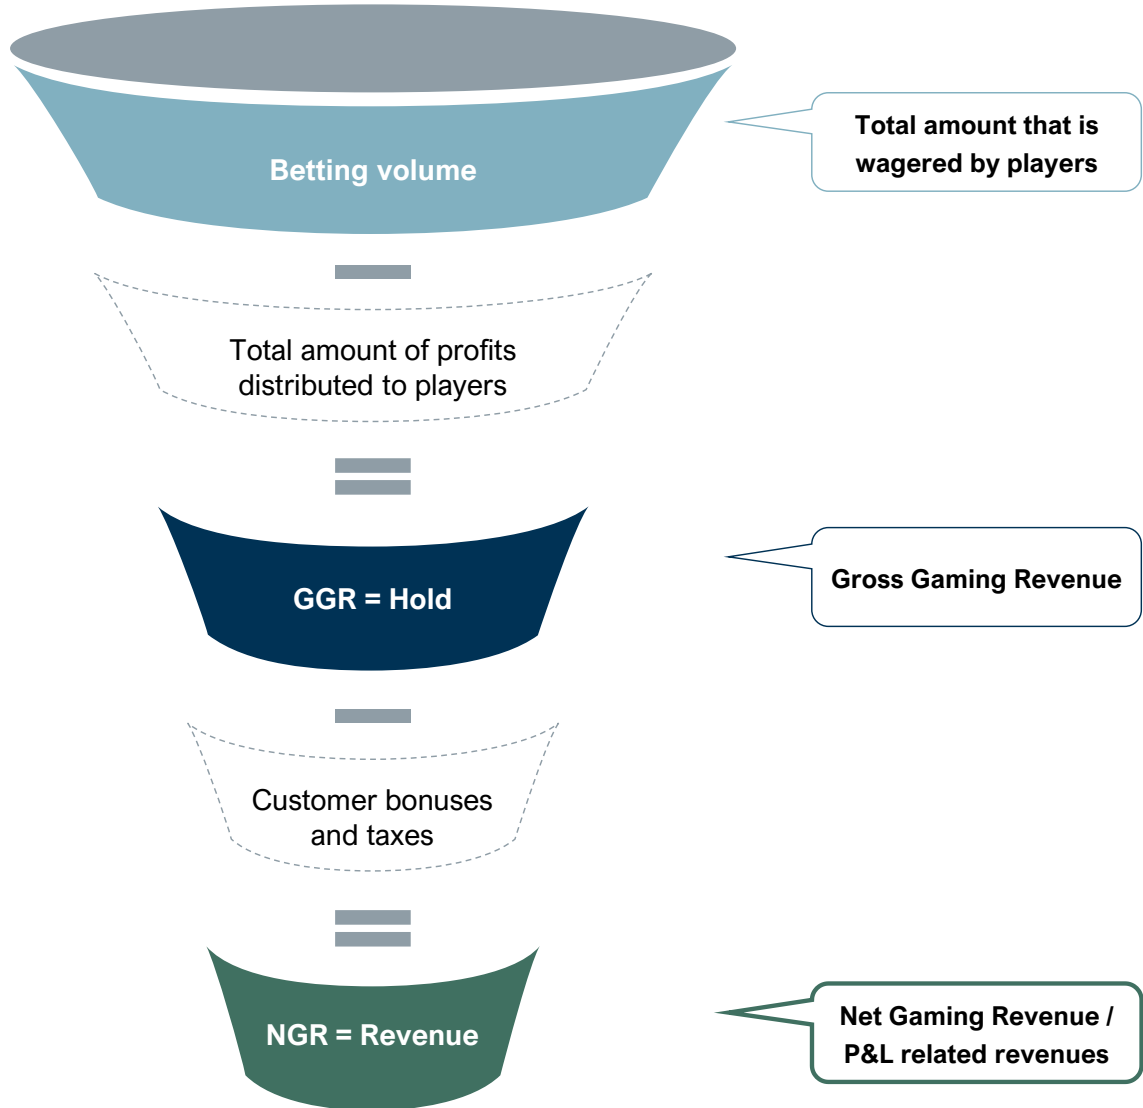 Betting volume
Total amount that is
wagered by players
Total amount of profits
distributed to players
GGR = Hold
Gross Gaming Revenue
Customer bonuses
and taxes
NGR = Revenue
Net Gaming Revenue /
P&L related revenues